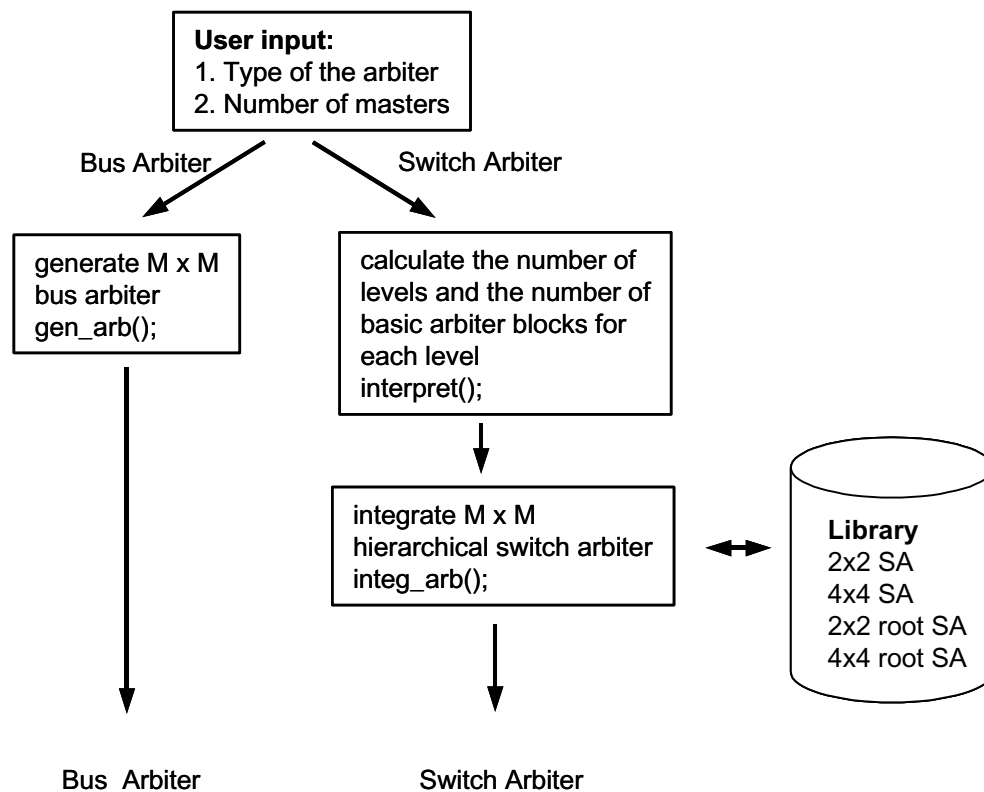 User input:
1. Type of the arbiter
2. Number of masters
Bus Arbiter
Switch Arbiter
generate M x M
bus arbiter
gen_arb();
calculate the number of
levels and the number of
basic arbiter blocks for
each level
interpret();
integrate M x M
hierarchical switch arbiter
integ_arb();
Library
2x2 SA
4x4 SA
2x2 root SA
4x4 root SA
Bus Arbiter
Switch Arbiter